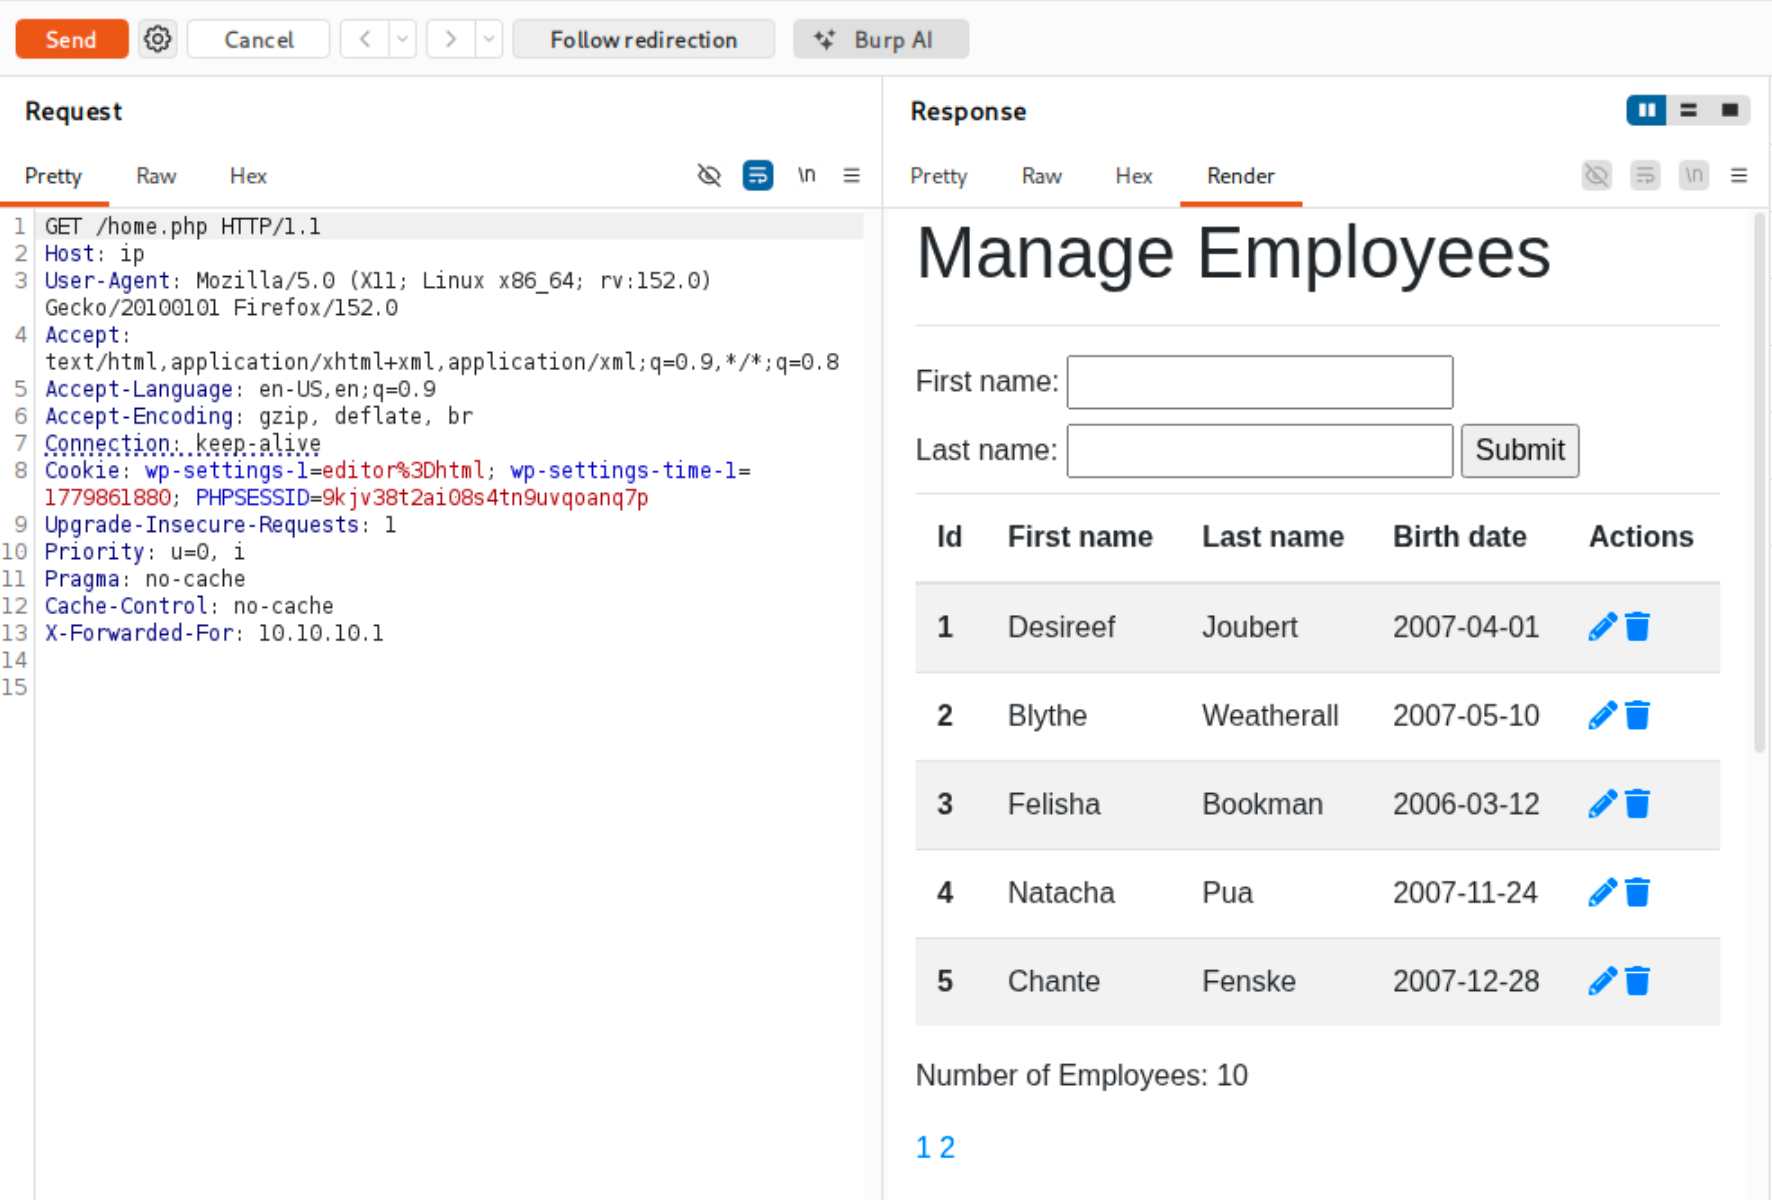 Send Cancel < > Follow redirection Burp AI
Request
Pretty Raw Hex \n
1 GET /home.php HTTP/1.1
2 Host: ip
3 User-Agent: Mozilla/5.0 (X11; Linux x86_64; rv:152.0)
Gecko/20100101 Firefox/152.0
4 Accept:
text/html,application/xhtml+xml,application/xml;q=0.9,*/*;q=0.8
5 Accept-Language: en-US,en;q=0.9
6 Accept-Encoding: gzip, deflate, br
7 Connection: keep-alive
8 Cookie: wp-settings-1=editor%3Dhtml; wp-settings-time-1=
1779861880; PHPSESSID=9kjv38t2ai08s4tn9uvqoanq7p
9 Upgrade-Insecure-Requests: 1
10 Priority: u=0, i
11 Pragma: no-cache
12 Cache-Control: no-cache
13 X-Forwarded-For: 10.10.10.1
14
15
Response
Pretty Raw Hex Render \n
Manage Employees
First name:
Last name: Submit
Id First name Last name Birth date Actions
1 Desireef Joubert 2007-04-01
2 Blythe Weatherall 2007-05-10
3 Felisha Bookman 2006-03-12
4 Natacha Pua 2007-11-24
5 Chante Fenske 2007-12-28
Number of Employees: 10
1 2